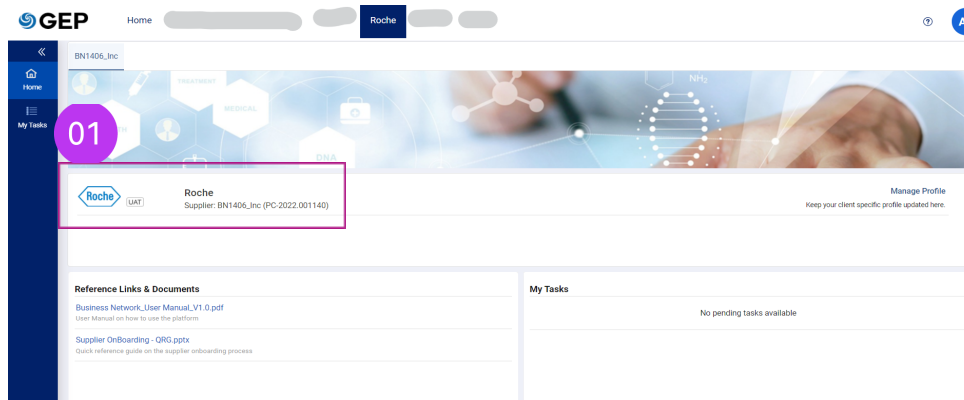 GEP
Home
Roche
?
A
BN1406_Inc
Home
TREATMENT
NH₂
MEDICAL
My Tasks
01
DNA
Roche
UAT
Roche
Supplier: BN1406_Inc (PC-2022.001140)
Manage Profile
Keep your client specific profile updated here.
Reference Links & Documents
My Tasks
Business Network_User Manual_V1.0.pdf
User Manual on how to use the platform
No pending tasks available
Supplier OnBoarding - QRG.pptx
Quick reference guide on the supplier onboarding process